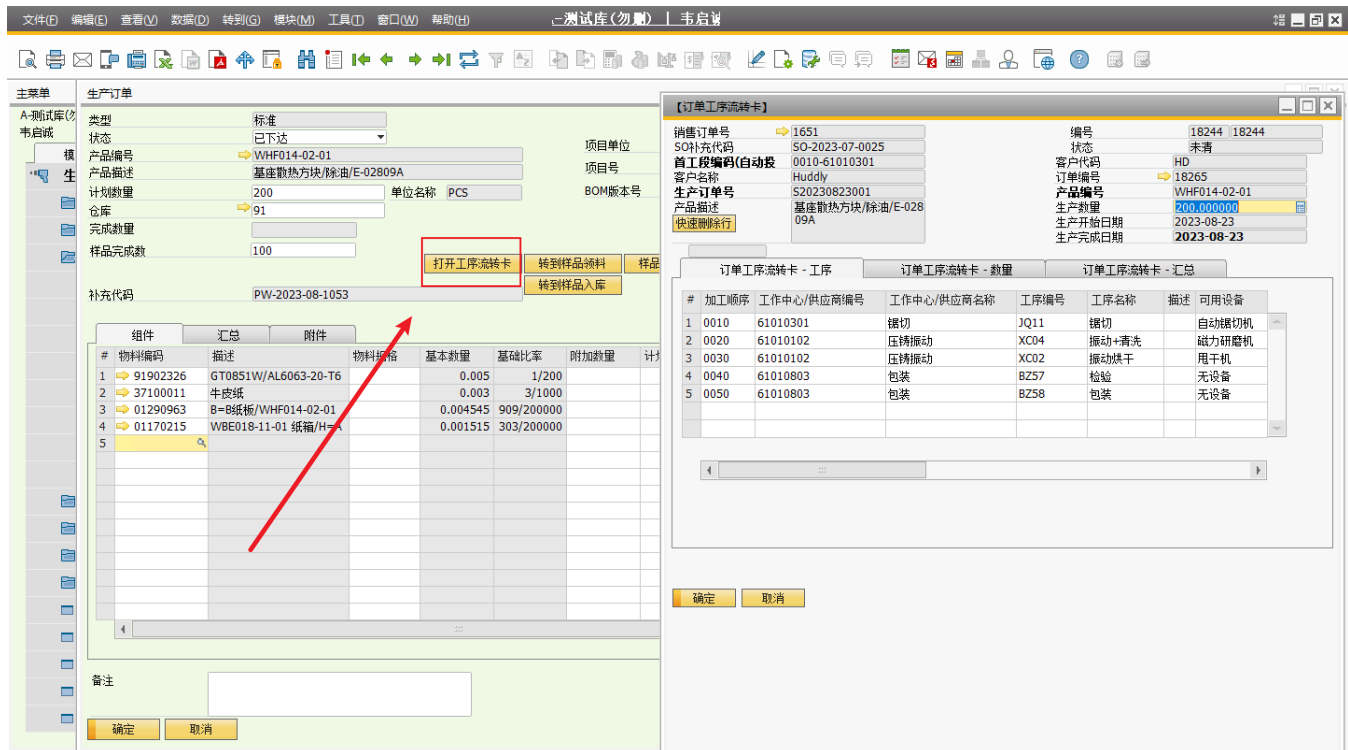 文件(F) 编辑(E) 查看(V) 数据(D) 转到(G) 模块(M) 工具(T) 窗口(W) 帮助(H) 测试库(勿删) | 韦启诚
主菜单
A-测试库(勿
韦启诚
模
生
生产订单
类型 标准
状态 已下达
产品编号 WHF014-02-01
产品描述 基座散热方块/除油/E-02809A
计划数量 200 单位名称 PCS
仓库 91
完成数量
样品完成数 100
补充代码 PW-2023-08-1053
项目单位
项目号
BOM版本号
打开工序流转卡 转到样品领料 样品
转到样品入库
组件 汇总 附件
# 物料编码 描述 物料规格 基本数量 基础比率 附加数量 计划
1 91902326 GT0851W/AL6063-20-T6 0.005 1/200
2 37100011 牛皮纸 0.003 3/1000
3 01290963 B=B纸板/WHF014-02-01 0.004545 909/200000
4 01170215 WBE018-11-01 纸箱/H=A 0.001515 303/200000
5
备注
确定 取消
【订单工序流转卡】
销售订单号 1651 编号 18244 18244
SO补充代码 SO-2023-07-0025 状态 未清
首工段编码(自动投 0010-61010301 客户代码 HD
客户名称 Huddly 订单编号 18265
生产订单号 S20230823001 产品编号 WHF014-02-01
产品描述 基座散热方块/除油/E-028 生产数量 200.000000
快速删除行 09A 生产开始日期 2023-08-23
生产完成日期 2023-08-23
订单工序流转卡 - 工序 订单工序流转卡 - 数量 订单工序流转卡 - 汇总
# 加工顺序 工作中心/供应商编号 工作中心/供应商名称 工序编号 工序名称 描述 可用设备
1 0010 61010301 锯切 JQ11 锯切 自动锯切机
2 0020 61010102 压铸振动 XC04 振动+清洗 磁力研磨机
3 0030 61010102 压铸振动 XC02 振动烘干 甩干机
4 0040 61010803 包装 BZ57 检验 无设备
5 0050 61010803 包装 BZ58 包装 无设备
确定 取消